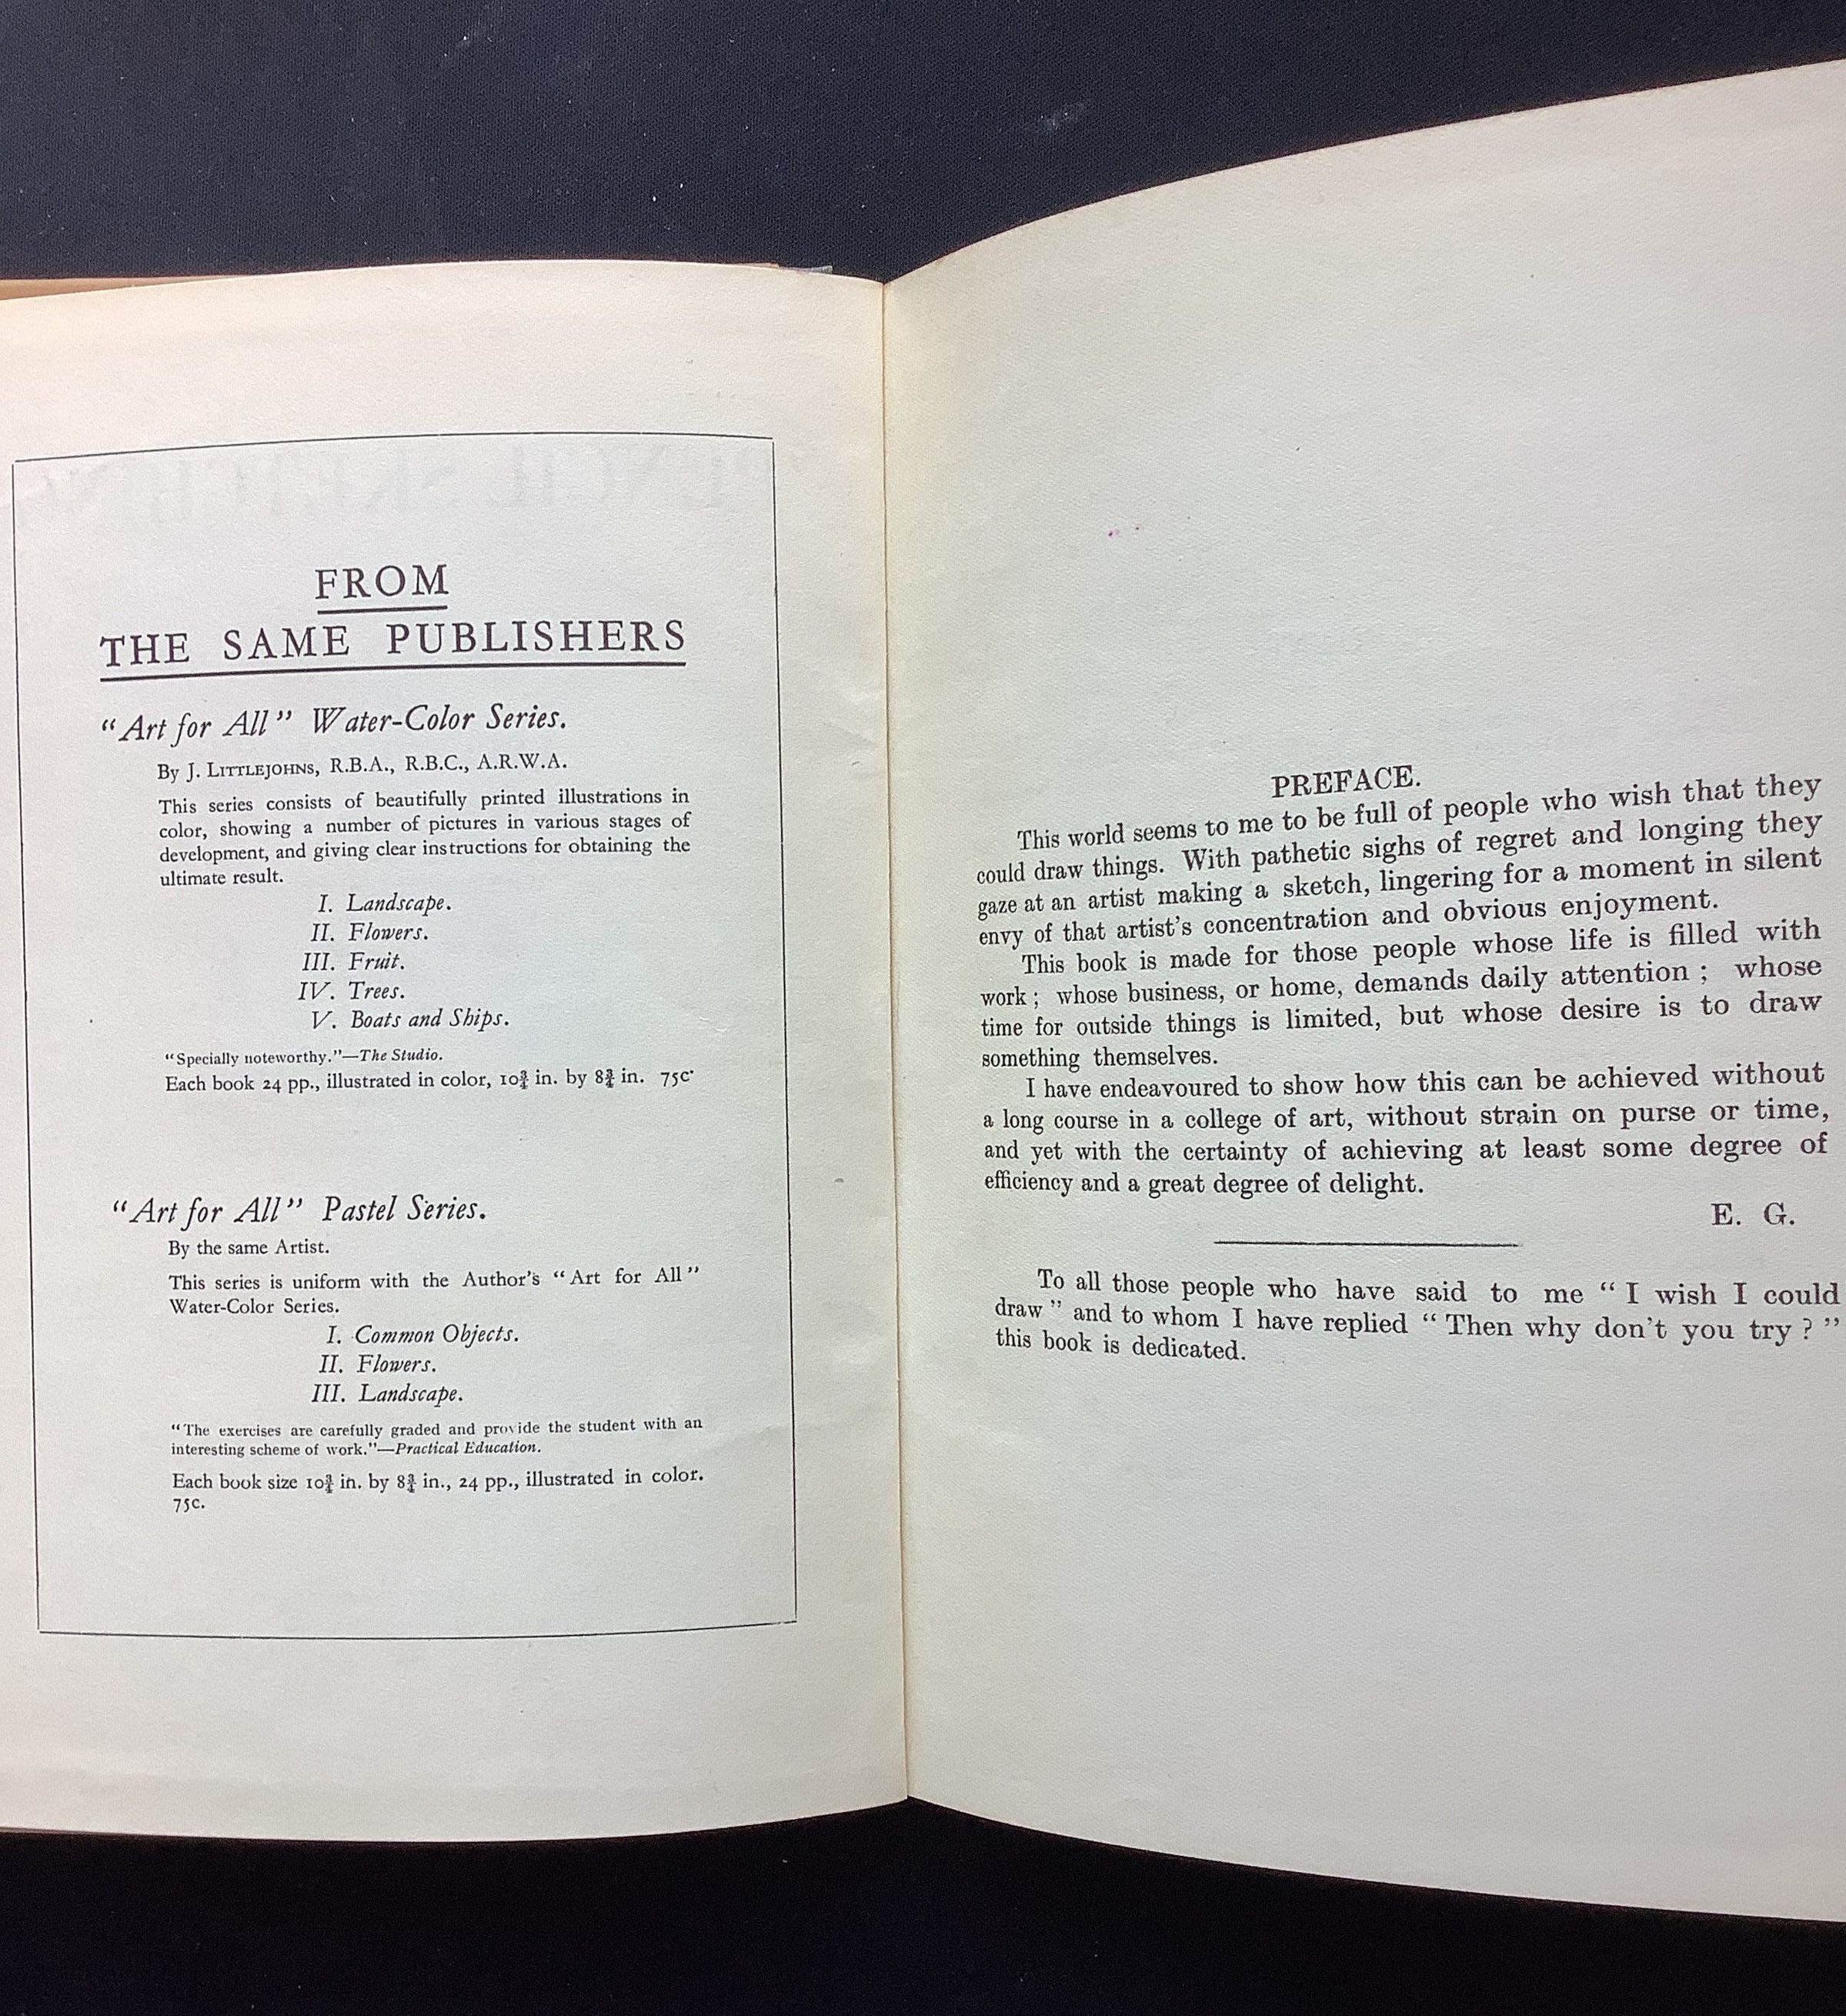 FROM
THE SAME PUBLISHERS
“Art for All” Water-Color Series.
By J. LITTLEJOHNS, R.B.A., R.B.C., A.R.W.A.
This series consists of beautifully printed illustrations in
color, showing a number of pictures in various stages of
development, and giving clear instructions for obtaining the
ultimate result.
I. Landscape.
II. Flowers.
III. Fruit.
IV. Trees.
V. Boats and Ships.
“Specially noteworthy.”—The Studio.
Each book 24 pp., illustrated in color, 10¾ in. by 8¾ in. 75c.
“Art for All” Pastel Series.
By the same Artist.
This series is uniform with the Author's “Art for All”
Water-Color Series.
I. Common Objects.
II. Flowers.
III. Landscape.
“The exercises are carefully graded and provide the student with an
interesting scheme of work.”—Practical Education.
Each book size 10¾ in. by 8¾ in., 24 pp., illustrated in color.
75c.
PREFACE.
This world seems to me to be full of people who wish that they
could draw things. With pathetic sighs of regret and longing they
gaze at an artist making a sketch, lingering for a moment in silent
envy of that artist's concentration and obvious enjoyment.
This book is made for those people whose life is filled with
work ; whose business, or home, demands daily attention ; whose
time for outside things is limited, but whose desire is to draw
something themselves.
I have endeavoured to show how this can be achieved without
a long course in a college of art, without strain on purse or time,
and yet with the certainty of achieving at least some degree of
efficiency and a great degree of delight.
E. G.
To all those people who have said to me “ I wish I could
draw ” and to whom I have replied “ Then why don't you try ? ”
this book is dedicated.